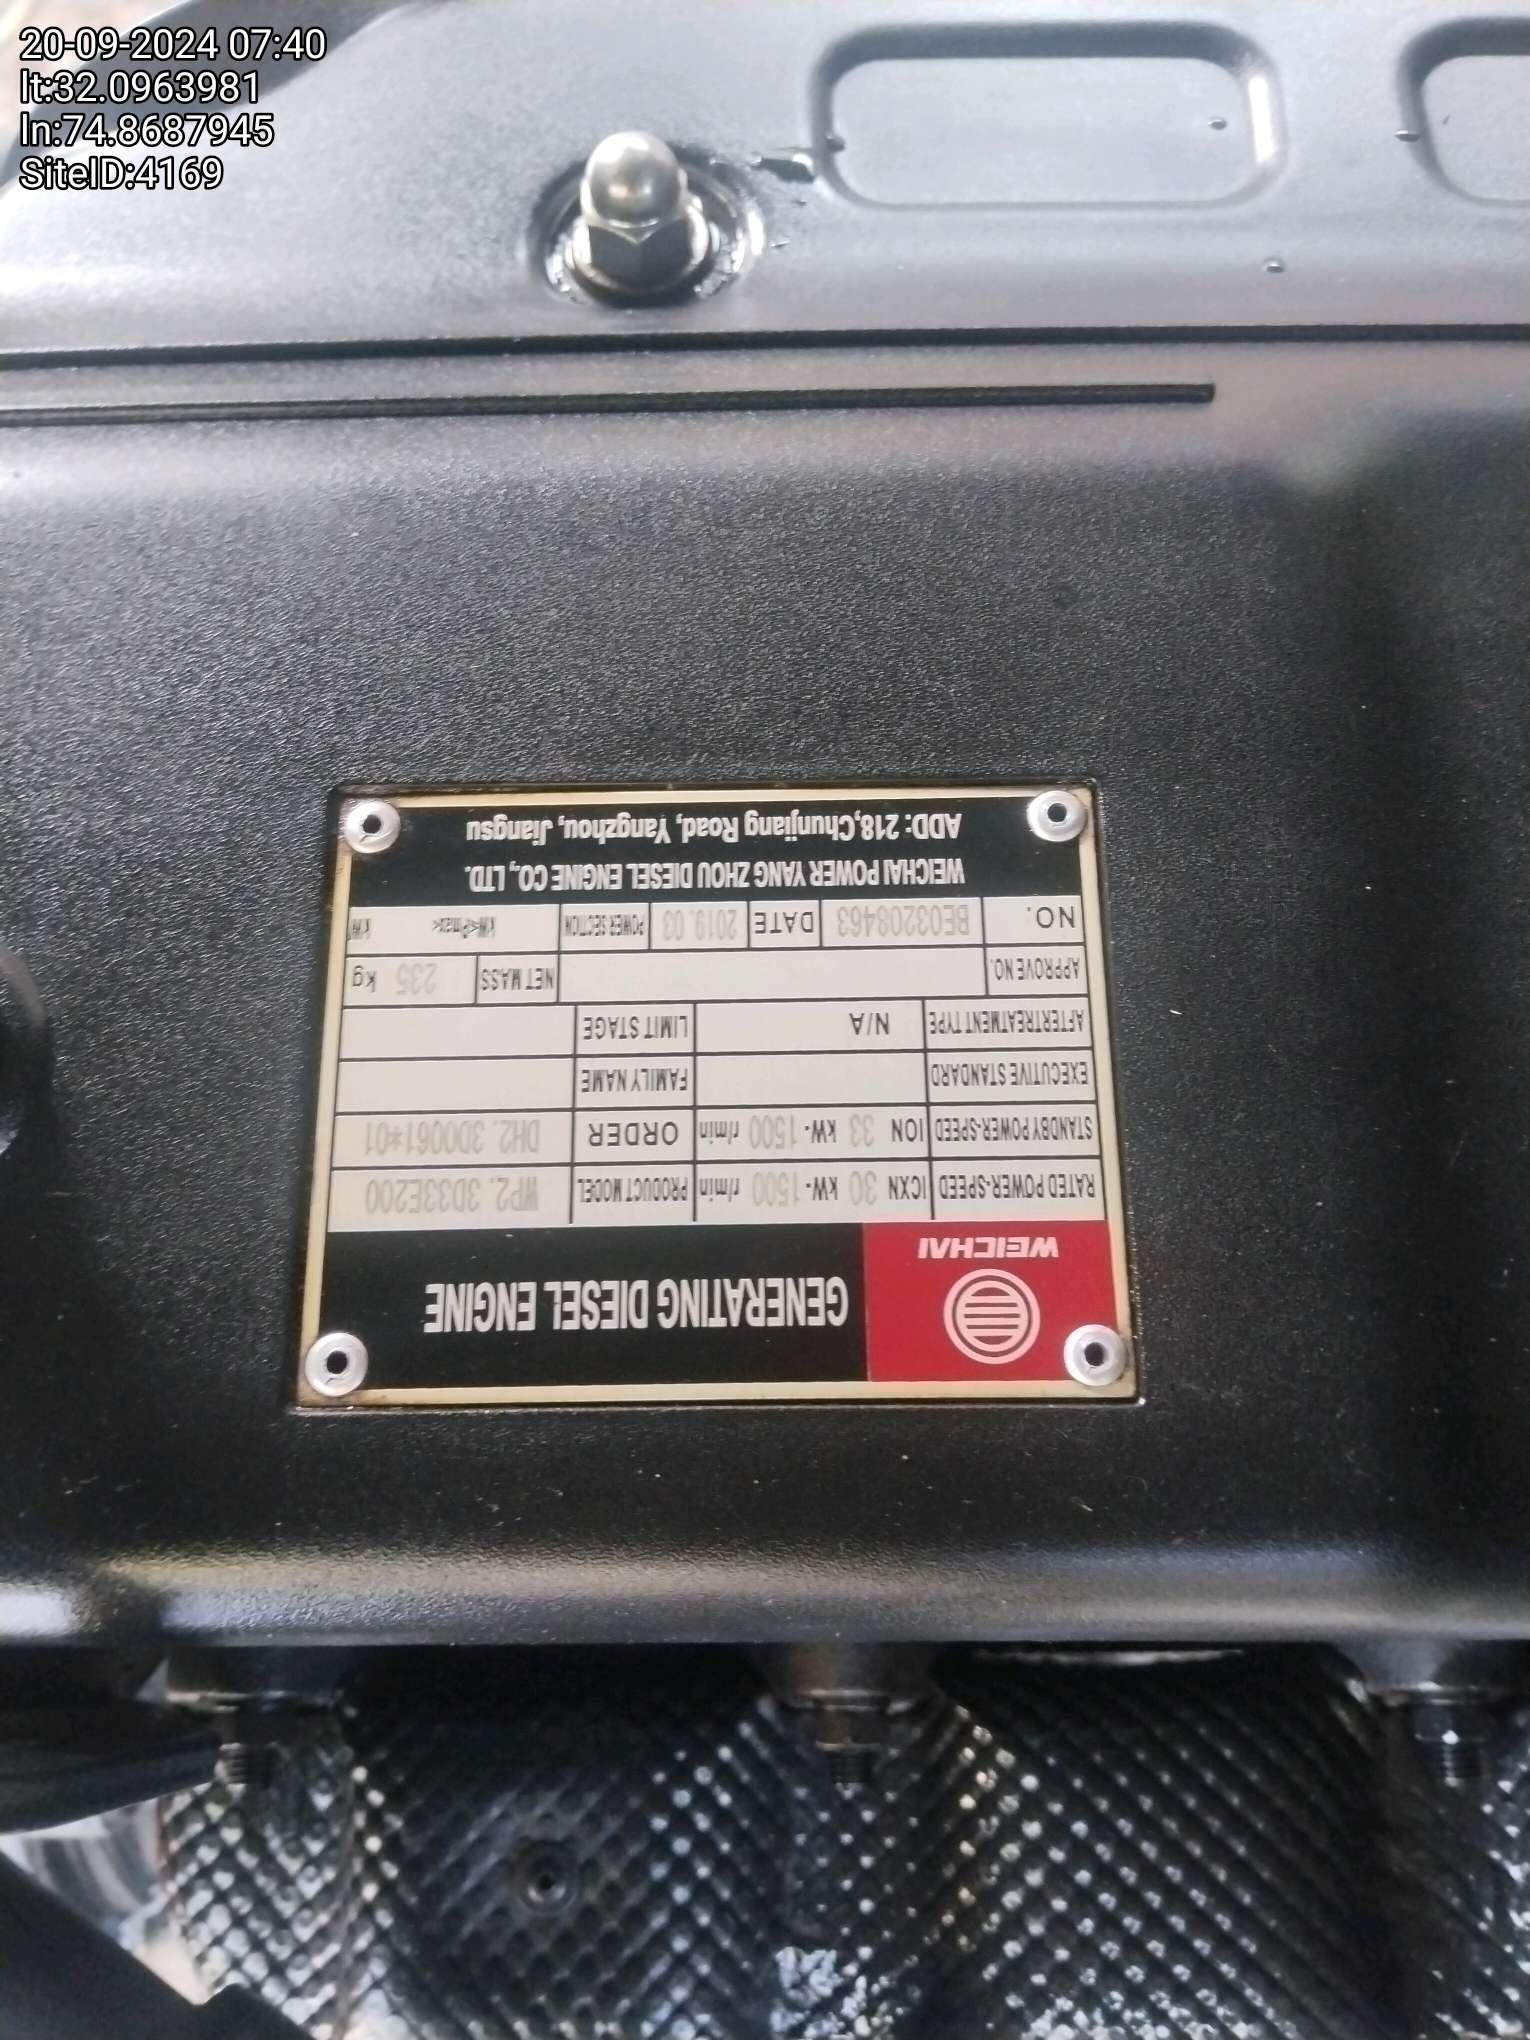 20-09-2024 07:40
lt:32.0963981
ln:74.8687945
SiteID:4169
WEICHAI
GENERATING DIESEL ENGINE
RATED POWER-SPEED ICXN 30 kW- 1500 r/min PRODUCT MODEL WP2. 3D33E200
STANDBY POWER-SPEED ION 33 kW- 1500 r/min ORDER DH2. 3D0061*01
EXECUTIVE STANDARD FAMILY NAME
AFTERTREATMENT TYPE N/A LIMIT STAGE
APPROVE NO. NET MASS 235 kg
NO. BE03208463 DATE 2019. 03 POWER SECTION kW<Pmax< kW
WEICHAI POWER YANG ZHOU DIESEL ENGINE CO., LTD.
ADD: 218,Chunjiang Road, Yangzhou, Jiangsu